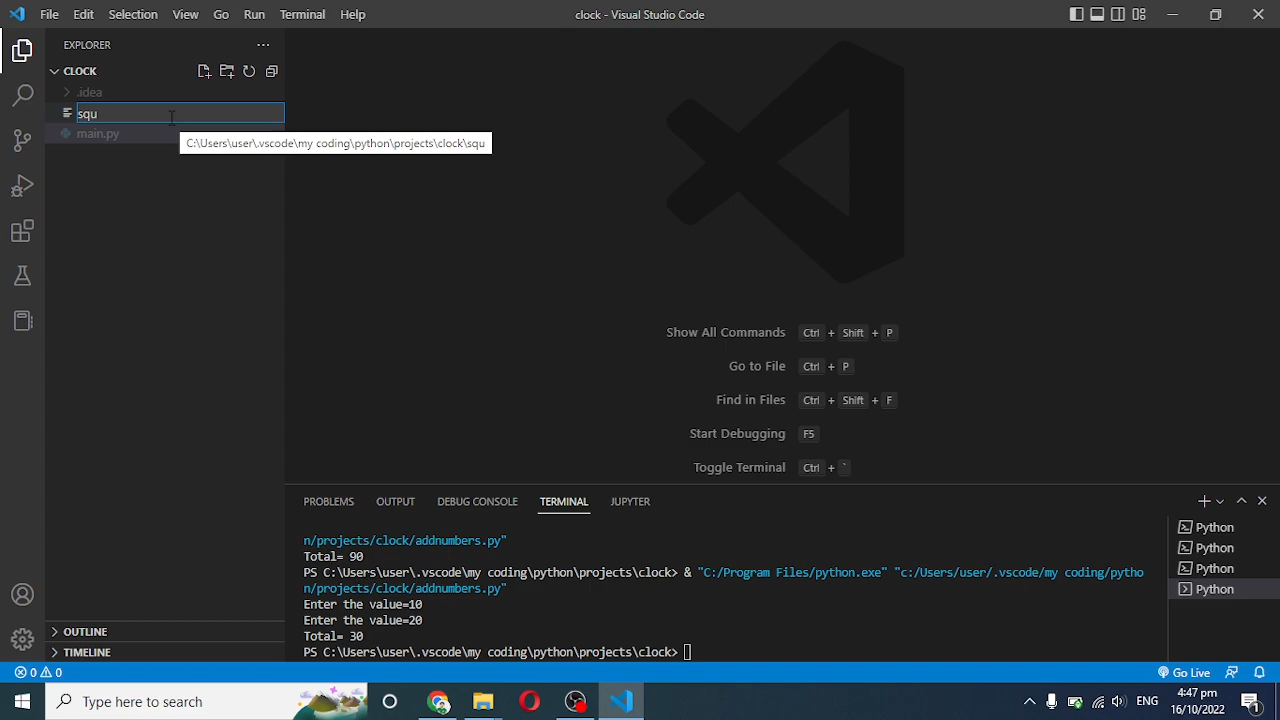 File Edit Selection View Go Run Terminal Help
clock - Visual Studio Code
EXPLORER
CLOCK
.idea
squ
main.py
C:\Users\user\.vscode\my coding\python\projects\clock\squ
Show All Commands Ctrl + Shift + P
Go to File Ctrl + P
Find in Files Ctrl + Shift + F
Start Debugging F5
Toggle Terminal Ctrl + `
PROBLEMS OUTPUT DEBUG CONSOLE TERMINAL JUPYTER
n/projects/clock/addnumbers.py"
Total= 90
PS C:\Users\user\.vscode\my coding\python\projects\clock> & "C:/Program Files/python.exe" "c:/Users/user/.vscode/my coding/pytho
n/projects/clock/addnumbers.py"
Enter the value=10
Enter the value=20
Total= 30
PS C:\Users\user\.vscode\my coding\python\projects\clock>
Python
Python
Python
Python
OUTLINE
TIMELINE
0 0
Go Live
Type here to search
ENG
4:47 pm
16/10/2022
1